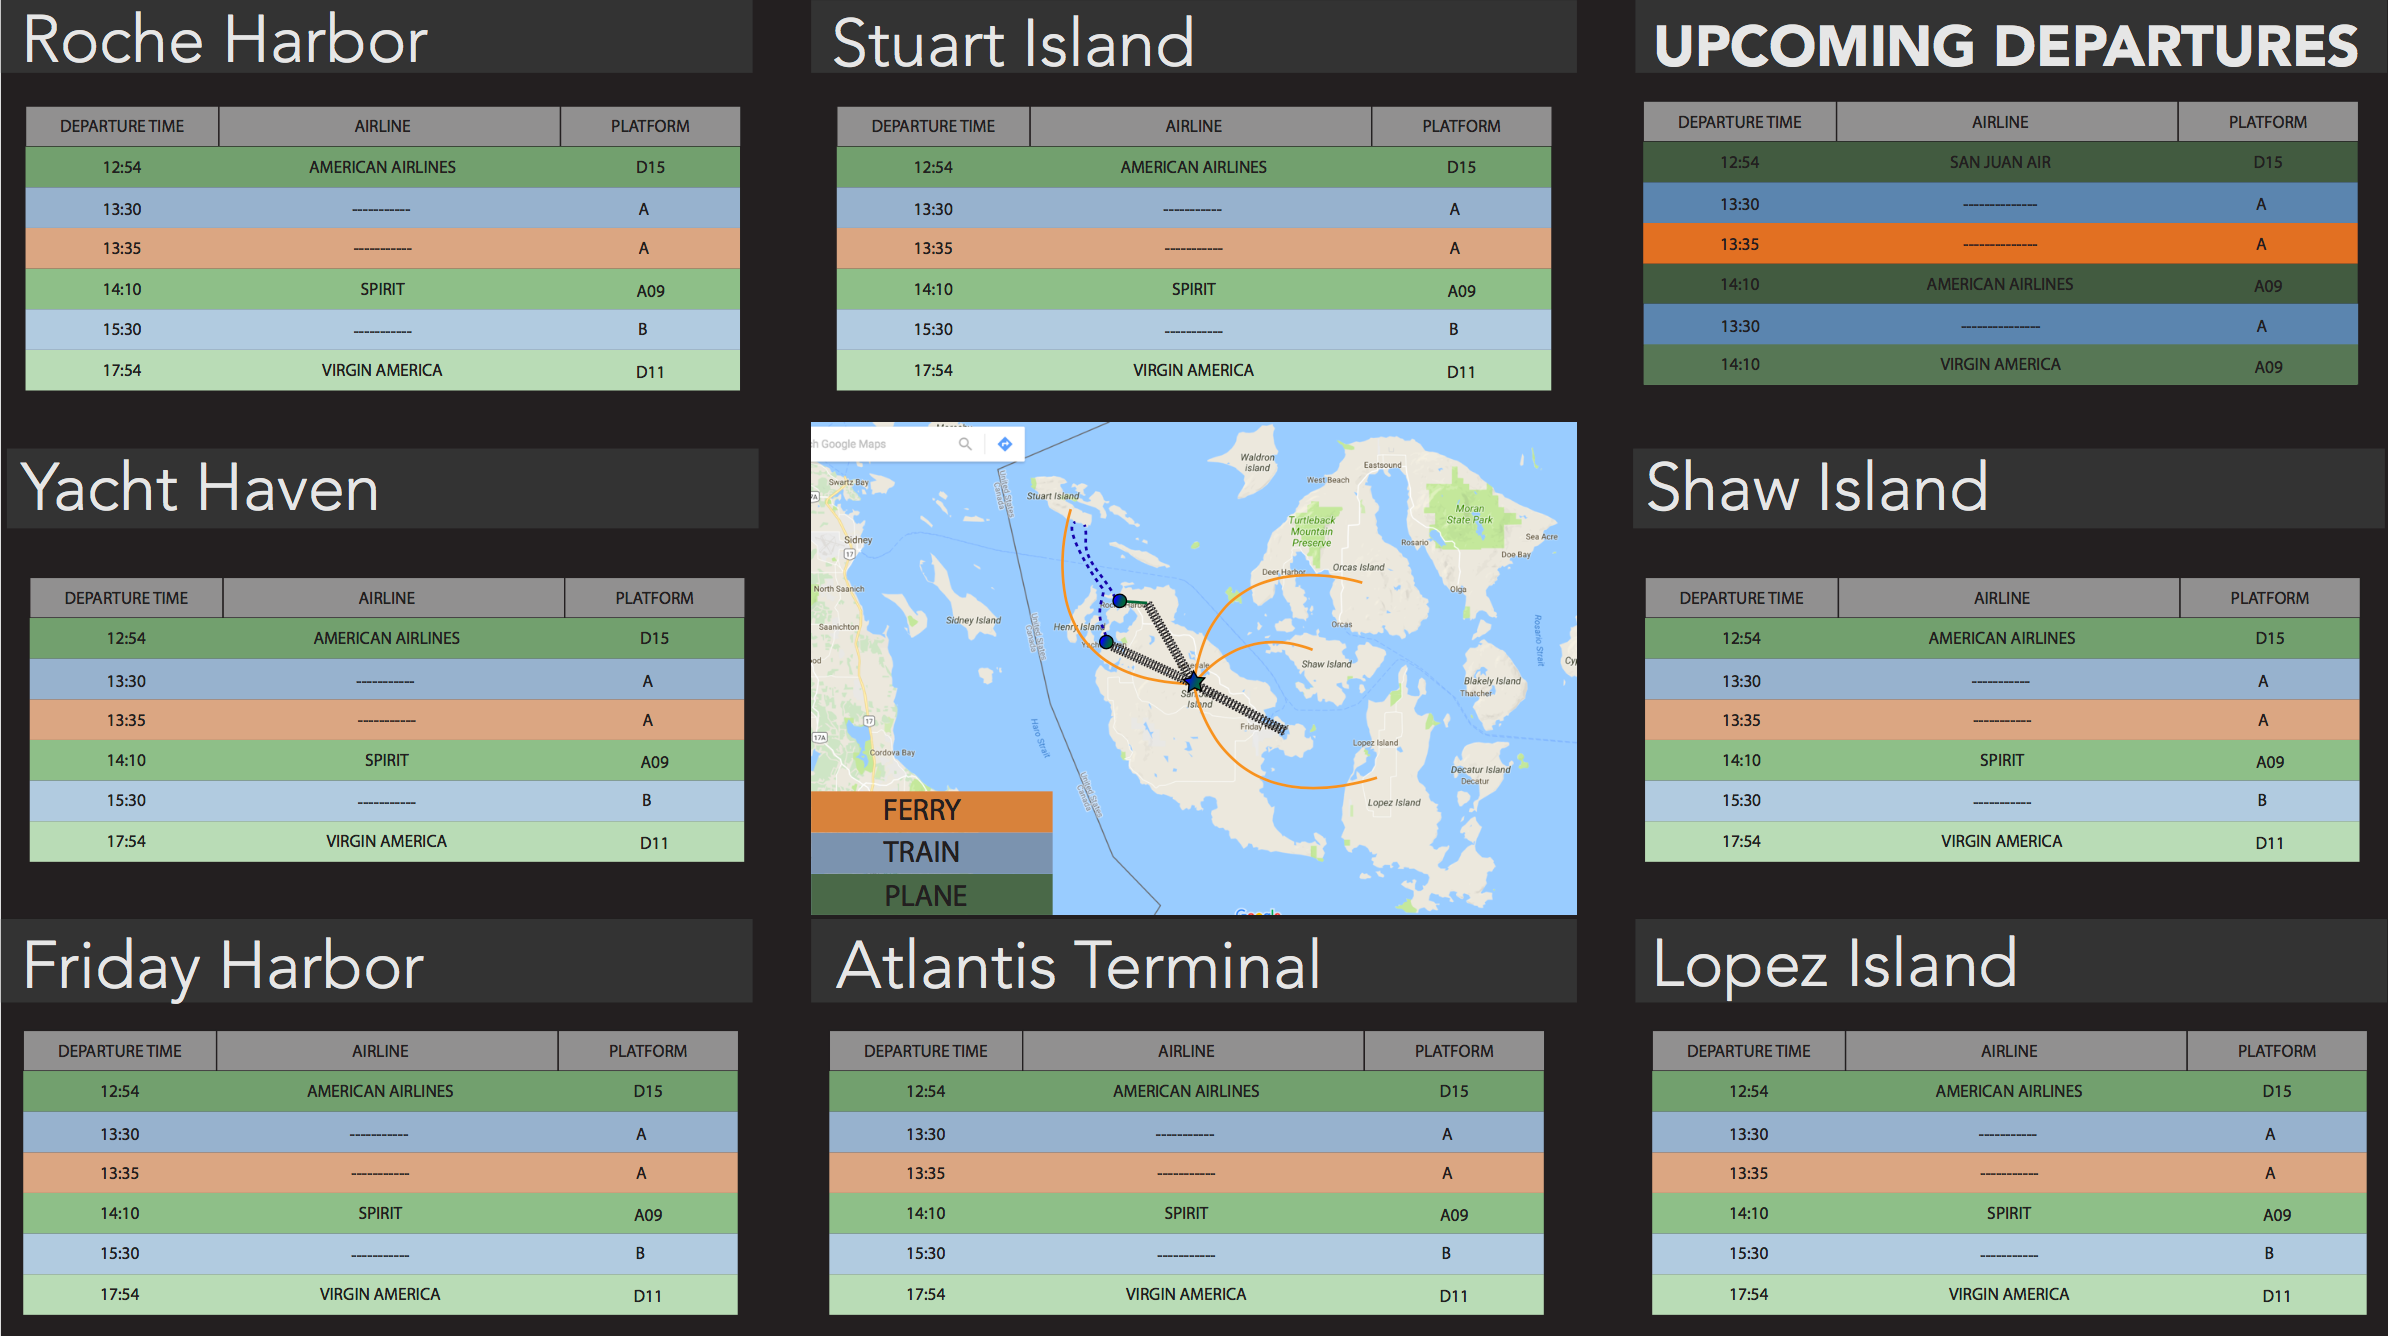 Roche Harbor
DEPARTURE TIME AIRLINE PLATFORM
12:54 AMERICAN AIRLINES D15
13:30 ----------- A
13:35 ----------- A
14:10 SPIRIT A09
15:30 ----------- B
17:54 VIRGIN AMERICA D11
Stuart Island
DEPARTURE TIME AIRLINE PLATFORM
12:54 AMERICAN AIRLINES D15
13:30 ----------- A
13:35 ----------- A
14:10 SPIRIT A09
15:30 ----------- B
17:54 VIRGIN AMERICA D11
UPCOMING DEPARTURES
DEPARTURE TIME AIRLINE PLATFORM
12:54 SAN JUAN AIR D15
13:30 -------------- A
13:35 -------------- A
14:10 AMERICAN AIRLINES A09
13:30 --------------- A
14:10 VIRGIN AMERICA A09
Yacht Haven
DEPARTURE TIME AIRLINE PLATFORM
12:54 AMERICAN AIRLINES D15
13:30 ----------- A
13:35 ----------- A
14:10 SPIRIT A09
15:30 ----------- B
17:54 VIRGIN AMERICA D11
Google Maps
Waldron
island
Eastsound
West Beach
Swartz Bay
Stuart Island
Moran
State Park
Turtleback
Mountain
Preserve
Sidney
17
Rosario
Sea Acre
Doe Bay
Deer Harbor
Orcas Island
North Saanich
Olga
Sidney Island
Saanichton
Henry Island
Orcas
Rosario Strait
Shaw Island
Blakely Island
Thatcher
Island
Friday
17
17A
Haro Strait
Cordova Bay
Lopez Island
Decatur Island
Decatur
Lopez Island
United States
Canada
United States
Canada
United States
Canada
FERRY
TRAIN
PLANE
Google
Shaw Island
DEPARTURE TIME AIRLINE PLATFORM
12:54 AMERICAN AIRLINES D15
13:30 ----------- A
13:35 ----------- A
14:10 SPIRIT A09
15:30 ----------- B
17:54 VIRGIN AMERICA D11
Friday Harbor
DEPARTURE TIME AIRLINE PLATFORM
12:54 AMERICAN AIRLINES D15
13:30 ----------- A
13:35 ----------- A
14:10 SPIRIT A09
15:30 ----------- B
17:54 VIRGIN AMERICA D11
Atlantis Terminal
DEPARTURE TIME AIRLINE PLATFORM
12:54 AMERICAN AIRLINES D15
13:30 ----------- A
13:35 ----------- A
14:10 SPIRIT A09
15:30 ----------- B
17:54 VIRGIN AMERICA D11
Lopez Island
DEPARTURE TIME AIRLINE PLATFORM
12:54 AMERICAN AIRLINES D15
13:30 ----------- A
13:35 ----------- A
14:10 SPIRIT A09
15:30 ----------- B
17:54 VIRGIN AMERICA D11